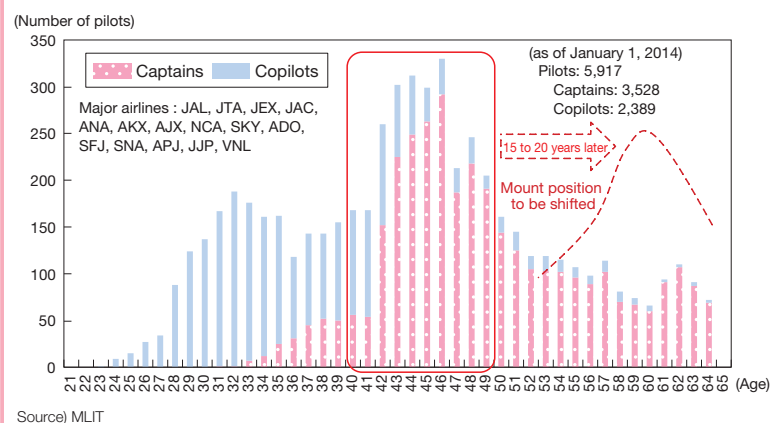 (Number of pilots)
350
300
250
200
150
100
50
0
Captains
Copilots
Major airlines : JAL, JTA, JEX, JAC,
ANA, AKX, AJX, NCA, SKY, ADO,
SFJ, SNA, APJ, JJP, VNL
(as of January 1, 2014)
Pilots: 5,917
Captains: 3,528
Copilots: 2,389
15 to 20 years later
Mount position
to be shifted
21 22 23 24 25 26 27 28 29 30 31 32 33 34 35 36 37 38 39 40 41 42 43 44 45 46 47 48 49 50 51 52 53 54 55 56 57 58 59 60 61 62 63 64 65 (Age)
Source) MLIT